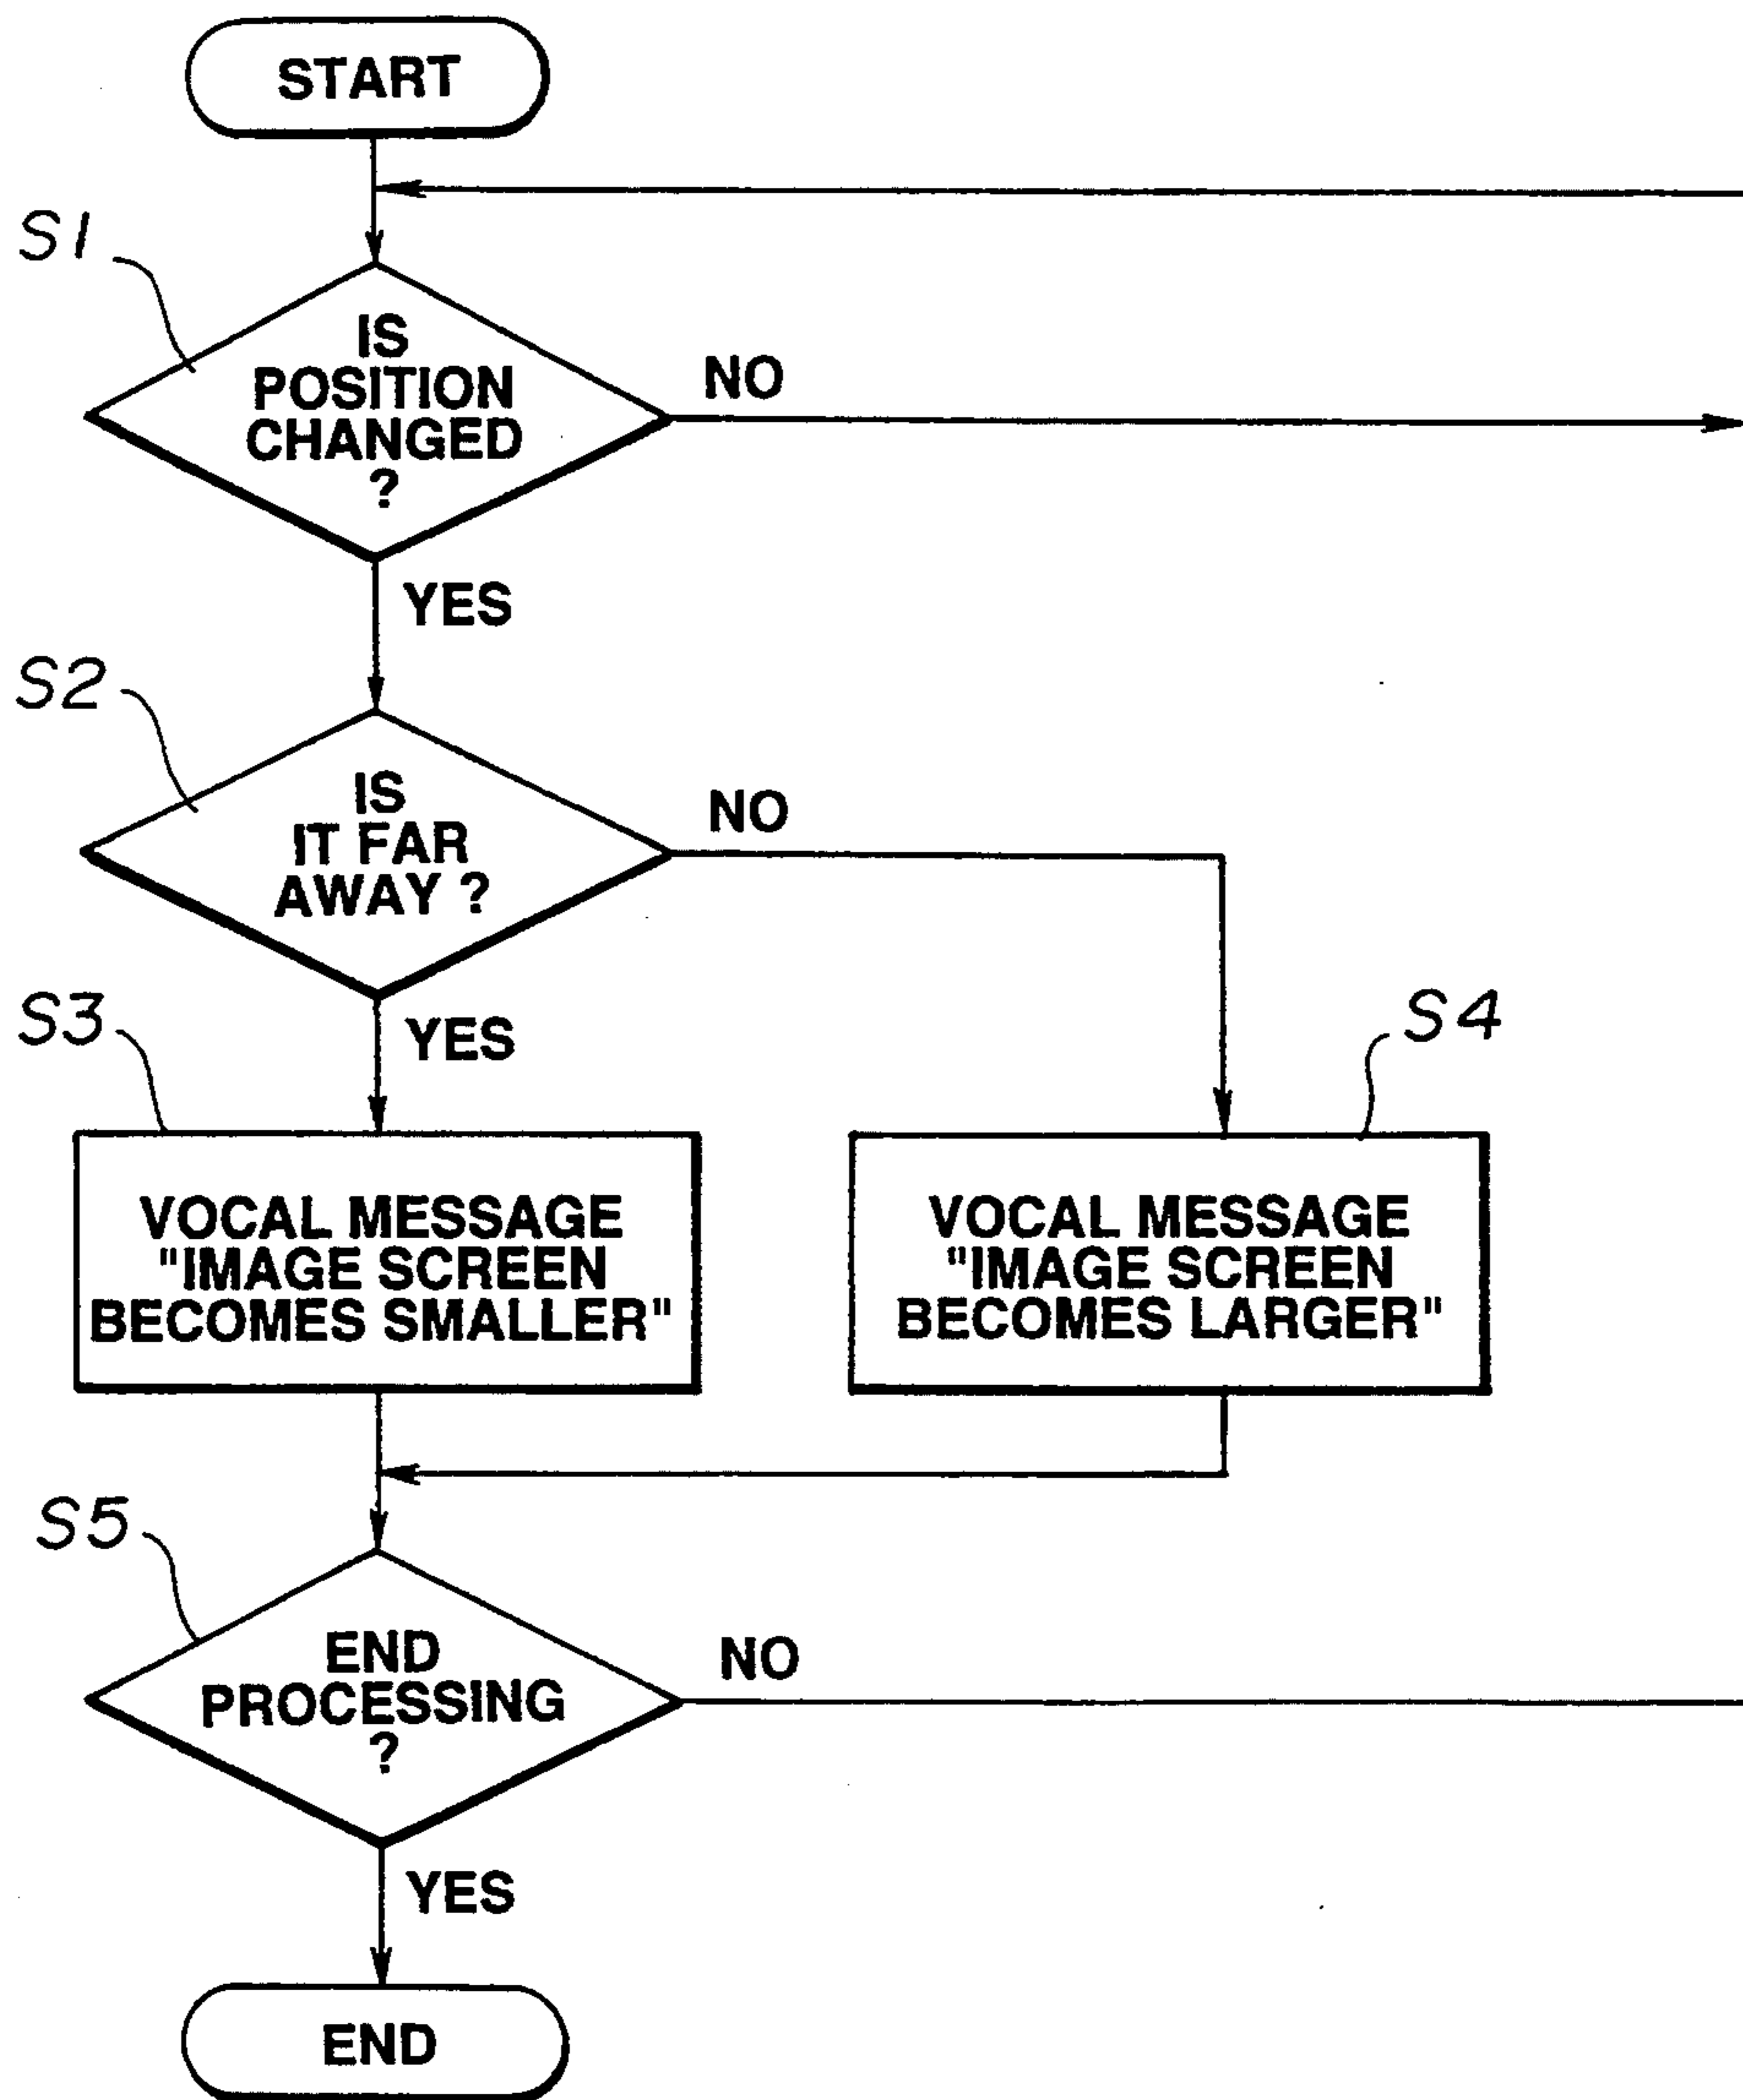 START
S1
IS
POSITION
CHANGED
?
NO
YES
S2
IS
IT FAR
AWAY ?
NO
YES
S3
S4
VOCAL MESSAGE
"IMAGE SCREEN
BECOMES SMALLER"
VOCAL MESSAGE
"IMAGE SCREEN
BECOMES LARGER"
S5
END
PROCESSING
?
NO
YES
END